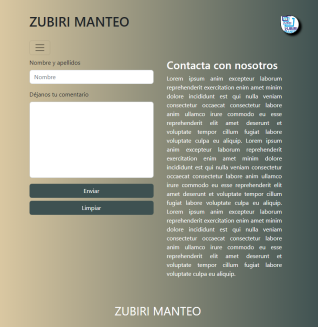 ZUBIRI MANTEO
Nombre y apellidos
Nombre
Déjanos tu comentario
Enviar
Limpiar
Contacta con nosotros
Lorem ipsum anim excepteur laborum
reprehenderit exercitation enim amet minim
dolore incididunt est qui nulla veniam
consectetur occaecat consectetur labore
anim ullamco irure commodo eu esse
reprehenderit elit amet deserunt et
voluptate tempor cillum fugiat labore
voluptate culpa eu aliquip. Lorem ipsum
anim excepteur laborum reprehenderit
exercitation enim amet minim dolore
incididunt est qui nulla veniam consectetur
occaecat consectetur labore anim ullamco
irure commodo eu esse reprehenderit elit
amet deserunt et voluptate tempor cillum
fugiat labore voluptate culpa eu aliquip.
Lorem ipsum anim excepteur laborum
reprehenderit exercitation enim amet minim
dolore incididunt est qui nulla veniam
consectetur occaecat consectetur labore
anim ullamco irure commodo eu esse
reprehenderit elit amet deserunt et
voluptate tempor cillum fugiat labore
voluptate culpa eu aliquip.
ZUBIRI MANTEO